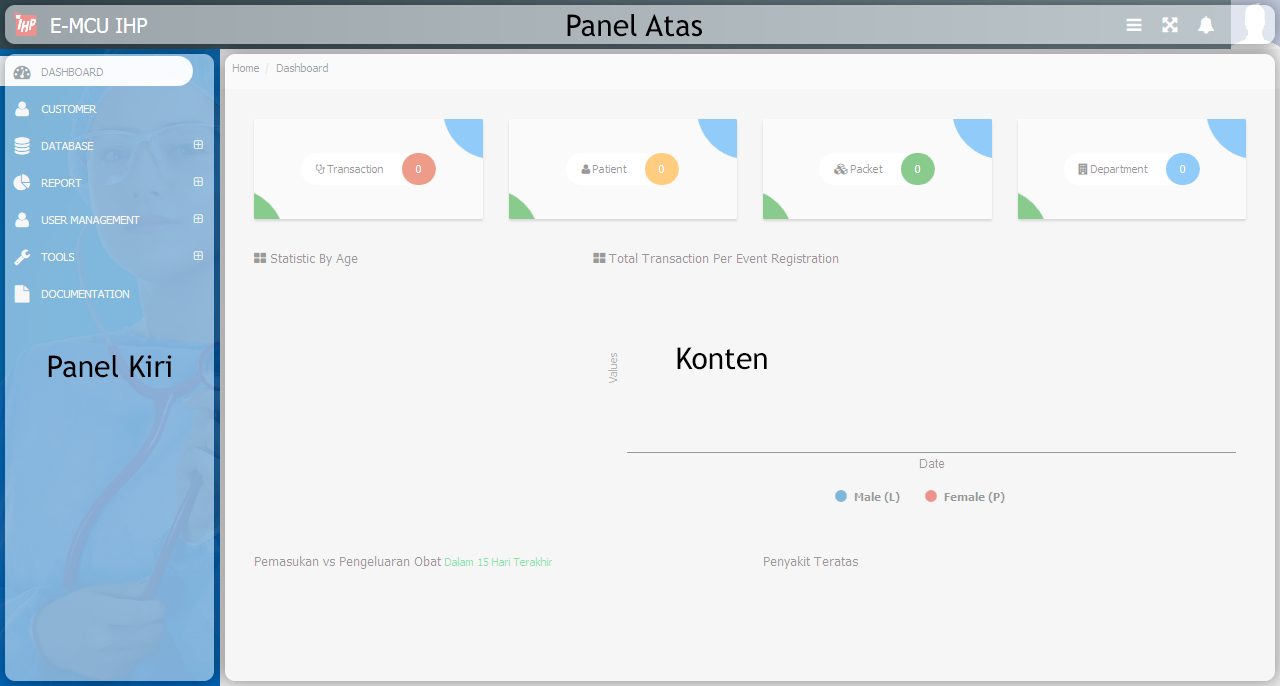 IHP E-MCU IHP Panel Atas
DASHBOARD
CUSTOMER
DATABASE
REPORT
USER MANAGEMENT
TOOLS
DOCUMENTATION
Panel Kiri
Home / Dashboard
Transaction 0
Patient 0
Packet 0
Department 0
Statistic By Age
Total Transaction Per Event Registration
Values
Konten
Date
Male (L) Female (P)
Pemasukan vs Pengeluaran Obat Dalam 15 Hari Terakhir
Penyakit Teratas